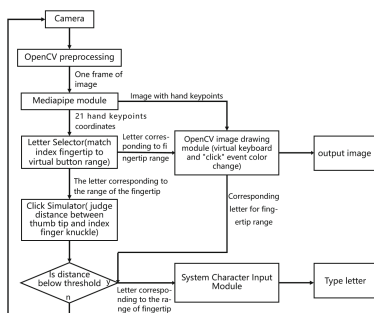 Camera
OpenCV preprocessing
One frame of
image
Mediapipe module
Image with hand keypoints
21 hand keypoints
coordinates
Letter Selector(match
index fingertip to
virtual button range)
Letter corres-
ponding to fi
ngertip range
OpenCV image drawing
module (virtual keyboard
and "click" event color
change)
output image
The letter corresponding to
the range of the fingertip
Corresponding
letter for fing-
ertip range
Click Simulator( judge
distance between
thumb tip and index
finger knuckle)
Is distance
below threshold
y
n
Letter correspo-
nding to the ra-
nge of fingertip
System Character Input
Module
Type letter